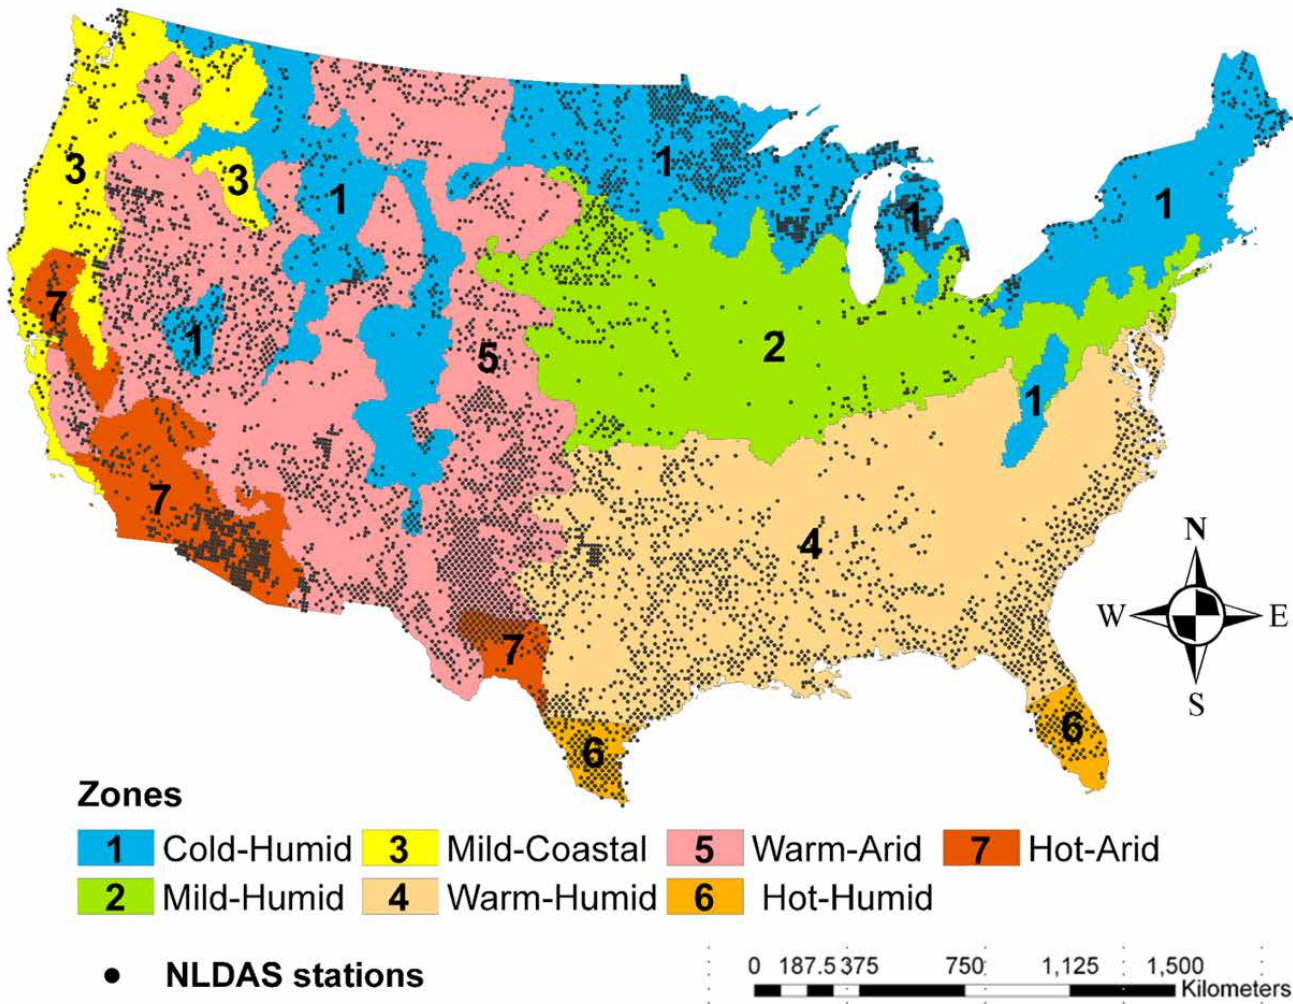 3
3
1
1
1
1
7
1
5
2
1
7
4
7
6
6
N
W E
S
Zones
1 Cold-Humid 3 Mild-Coastal 5 Warm-Arid 7 Hot-Arid
2 Mild-Humid 4 Warm-Humid 6 Hot-Humid
NLDAS stations
0 187.5 375 750 1,125 1,500
Kilometers